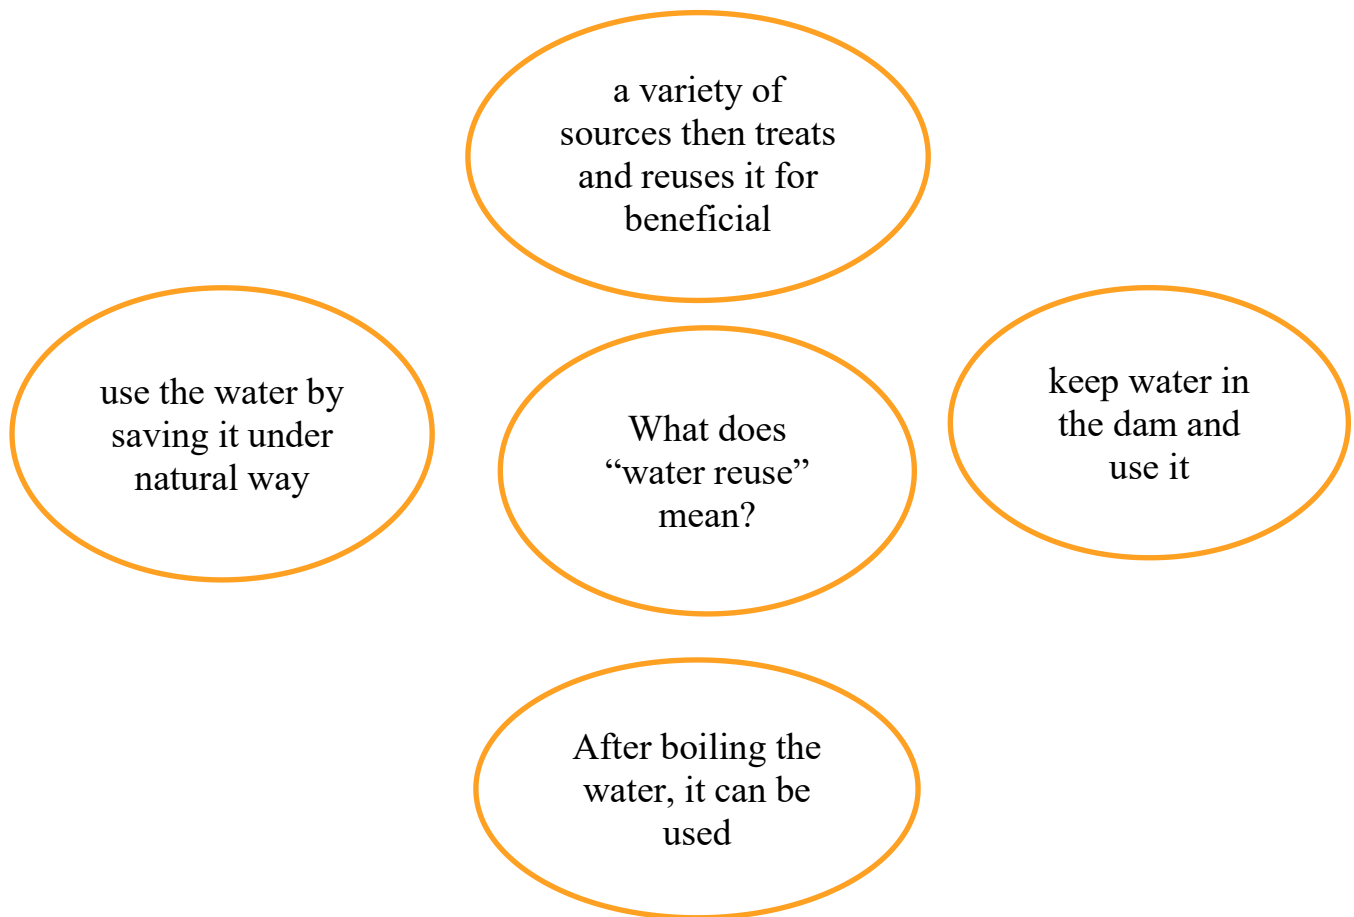 a variety of
sources then treats
and reuses it for
beneficial
use the water by
saving it under
natural way
What does
“water reuse”
mean?
keep water in
the dam and
use it
After boiling the
water, it can be
used